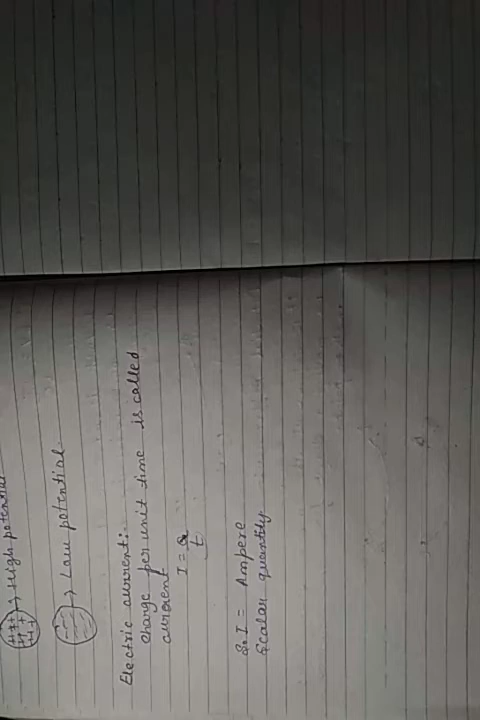 +++ ++ +++ → High potential
--- → Low potential
Electric current:
Charge per unit time is called
current
I = Q/t
S.I = Ampere
Scalar quantity